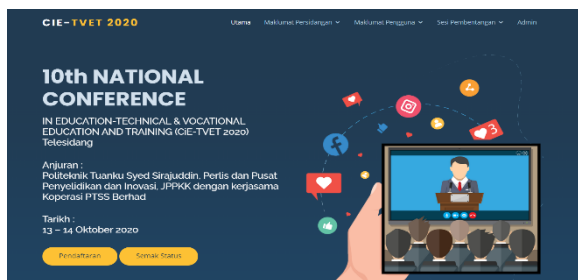 CIE-TVET 2020
Utama Maklumat Persidangan Maklumat Pengguna Sesi Pembentangan Admin
10th NATIONAL
CONFERENCE
IN EDUCATION-TECHNICAL & VOCATIONAL
EDUCATION AND TRAINING (CiE-TVET 2020)
Telesidang
Anjuran :
Politeknik Tuanku Syed Sirajuddin, Perlis dan Pusat
Penyelidikan dan Inovasi, JPPKK dengan kerjasama
Koperasi PTSS Berhad
Tarikh :
13 – 14 Oktober 2020
Pendaftaran Semak Status
3